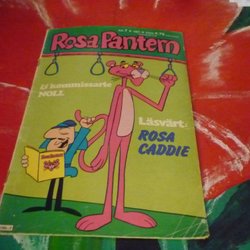 Rosa Pantern
& kommissarie
NOLL
Läsvärt:
ROSA
CADDIE